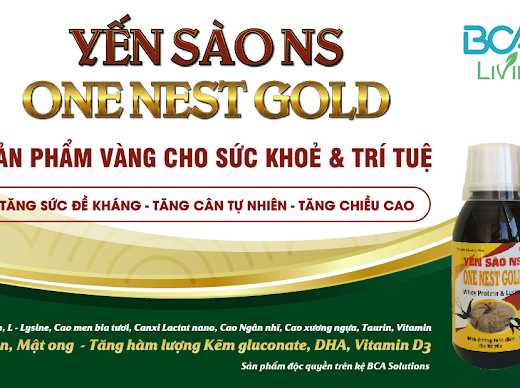 YẾN SÀO NS
BCA
LIVIN
ONE NEST GOLD
ẢN PHẨM VÀNG CHO SỨC KHOẺ & TRÍ TUỆ
TĂNG SỨC ĐỀ KHÁNG - TĂNG CÂN TỰ NHIÊN - TĂNG CHIỀU CAO
YẾN SÀO NS
ONE NEST GOLD
Whey Protein &
L - Lysine, Cao men bia tươi, Canxi Lactat nano, Cao Ngân nhĩ, Cao xương ngựa, Taurin, Vitamin
n, Mật ong - Tăng hàm lượng Kẽm gluconate, DHA, Vitamin D3
Sản phẩm độc quyền trên kệ BCA Solutions